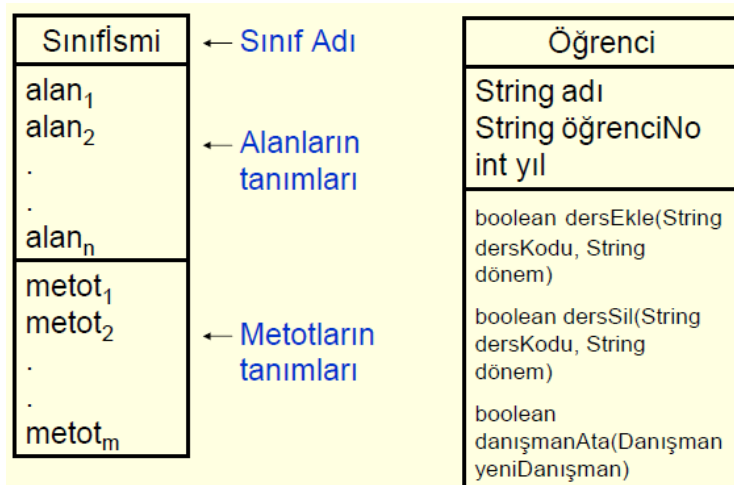 Sınıfİsmi
← Sınıf Adı
alan₁
alan₂
.
.
alanₙ
← Alanların
tanımları
metot₁
metot₂
.
.
metotₘ
← Metotların
tanımları
Öğrenci
String adı
String öğrenciNo
int yıl
boolean dersEkle(String
dersKodu, String
dönem)
boolean dersSil(String
dersKodu, String
dönem)
boolean
danışmanAta(Danışman
yeniDanışman)